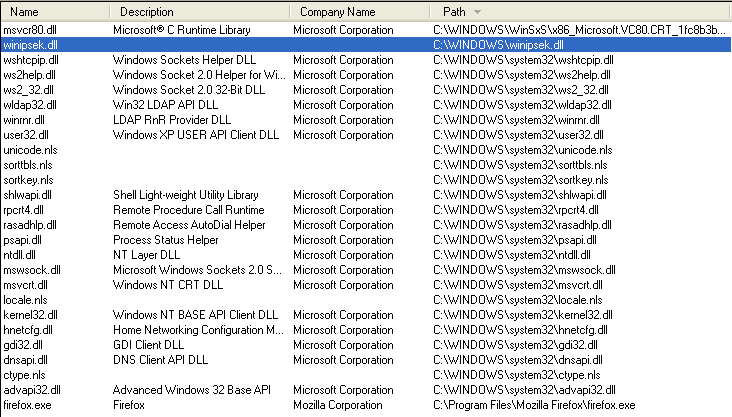 Name Description Company Name Path
msvcr80.dll Microsoft® C Runtime Library Microsoft Corporation C:\WINDOWS\WinSxS\x86_Microsoft.VC80.CRT_1fc8b3b...
winipsek.dll C:\WINDOWS\winipsek.dll
wshtcpip.dll Windows Sockets Helper DLL Microsoft Corporation C:\WINDOWS\system32\wshtcpip.dll
ws2help.dll Windows Socket 2.0 Helper for Wi... Microsoft Corporation C:\WINDOWS\system32\ws2help.dll
ws2_32.dll Windows Socket 2.0 32-Bit DLL Microsoft Corporation C:\WINDOWS\system32\ws2_32.dll
wldap32.dll Win32 LDAP API DLL Microsoft Corporation C:\WINDOWS\system32\wldap32.dll
winrnr.dll LDAP RnR Provider DLL Microsoft Corporation C:\WINDOWS\system32\winrnr.dll
user32.dll Windows XP USER API Client DLL Microsoft Corporation C:\WINDOWS\system32\user32.dll
unicode.nls C:\WINDOWS\system32\unicode.nls
sorttbls.nls C:\WINDOWS\system32\sorttbls.nls
sortkey.nls C:\WINDOWS\system32\sortkey.nls
shlwapi.dll Shell Light-weight Utility Library Microsoft Corporation C:\WINDOWS\system32\shlwapi.dll
rpcrt4.dll Remote Procedure Call Runtime Microsoft Corporation C:\WINDOWS\system32\rpcrt4.dll
rasadhlp.dll Remote Access AutoDial Helper Microsoft Corporation C:\WINDOWS\system32\rasadhlp.dll
psapi.dll Process Status Helper Microsoft Corporation C:\WINDOWS\system32\psapi.dll
ntdll.dll NT Layer DLL Microsoft Corporation C:\WINDOWS\system32\ntdll.dll
mswsock.dll Microsoft Windows Sockets 2.0 S... Microsoft Corporation C:\WINDOWS\system32\mswsock.dll
msvcrt.dll Windows NT CRT DLL Microsoft Corporation C:\WINDOWS\system32\msvcrt.dll
locale.nls C:\WINDOWS\system32\locale.nls
kernel32.dll Windows NT BASE API Client DLL Microsoft Corporation C:\WINDOWS\system32\kernel32.dll
hnetcfg.dll Home Networking Configuration M... Microsoft Corporation C:\WINDOWS\system32\hnetcfg.dll
gdi32.dll GDI Client DLL Microsoft Corporation C:\WINDOWS\system32\gdi32.dll
dnsapi.dll DNS Client API DLL Microsoft Corporation C:\WINDOWS\system32\dnsapi.dll
ctype.nls C:\WINDOWS\system32\ctype.nls
advapi32.dll Advanced Windows 32 Base API Microsoft Corporation C:\WINDOWS\system32\advapi32.dll
firefox.exe Firefox Mozilla Corporation C:\Program Files\Mozilla Firefox\firefox.exe